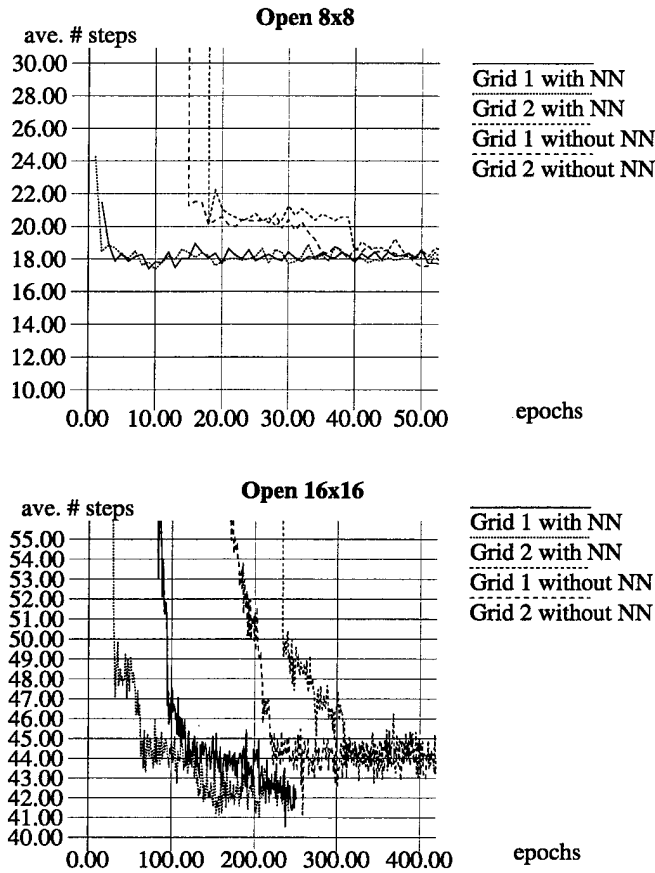 Open 8x8
ave. # steps
30.00
28.00
26.00
24.00
22.00
20.00
18.00
16.00
14.00
12.00
10.00
0.00 10.00 20.00 30.00 40.00 50.00
epochs
Grid 1 with NN
Grid 2 with NN
Grid 1 without NN
Grid 2 without NN
Open 16x16
ave. # steps
55.00
54.00
53.00
52.00
51.00
50.00
49.00
48.00
47.00
46.00
45.00
44.00
43.00
42.00
41.00
40.00
0.00 100.00 200.00 300.00 400.00
epochs
Grid 1 with NN
Grid 2 with NN
Grid 1 without NN
Grid 2 without NN